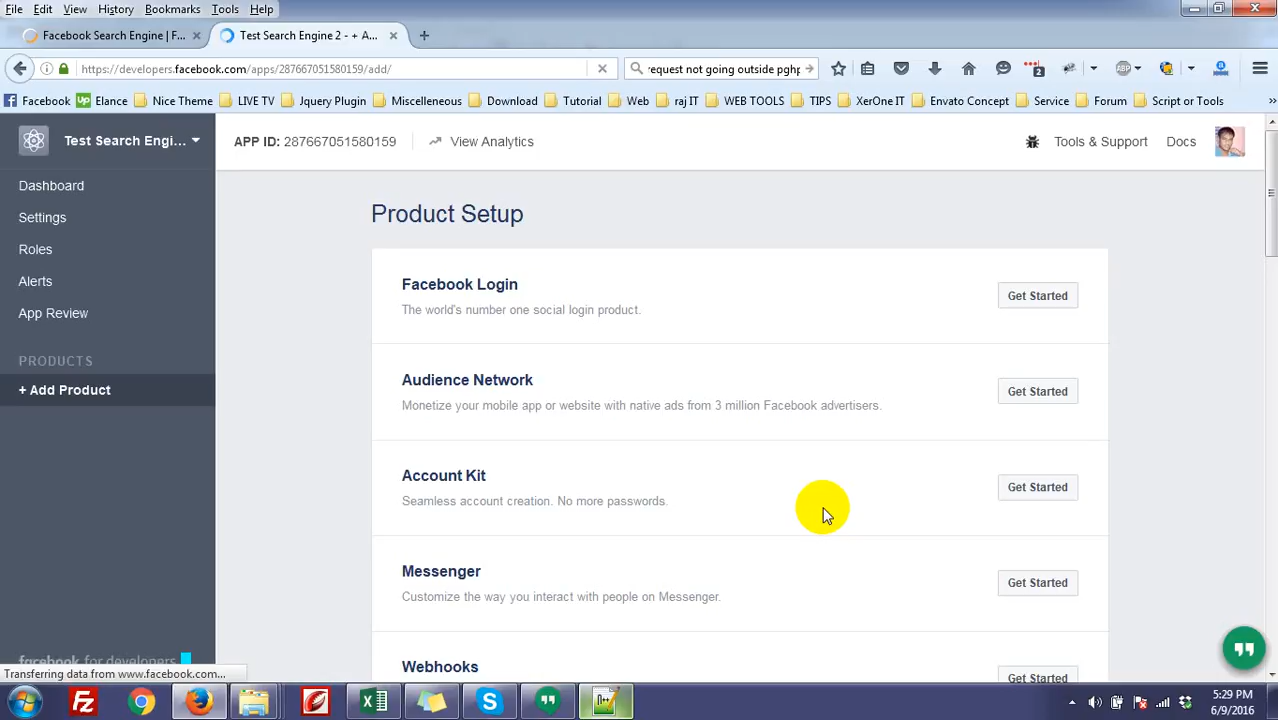 File Edit View History Bookmarks Tools Help
Facebook Search Engine | F... Test Search Engine 2 - + A...
https://developers.facebook.com/apps/287667051580159/add/ request not going outside pghp
Facebook Elance Nice Theme LIVE TV Jquery Plugin Miscelleneous Download Tutorial Web raj IT WEB TOOLS TIPS XerOne IT Envato Concept Service Forum Script or Tools
Test Search Engi... APP ID: 287667051580159 View Analytics Tools & Support Docs
Dashboard
Settings
Roles
Alerts
App Review
PRODUCTS
+ Add Product
Product Setup
Facebook Login
The world's number one social login product.
Get Started
Audience Network
Monetize your mobile app or website with native ads from 3 million Facebook advertisers.
Get Started
Account Kit
Seamless account creation. No more passwords.
Get Started
Messenger
Customize the way you interact with people on Messenger.
Get Started
Webhooks
Get Started
facebook for developers
Transferring data from www.facebook.com...
5:29 PM
6/9/2016